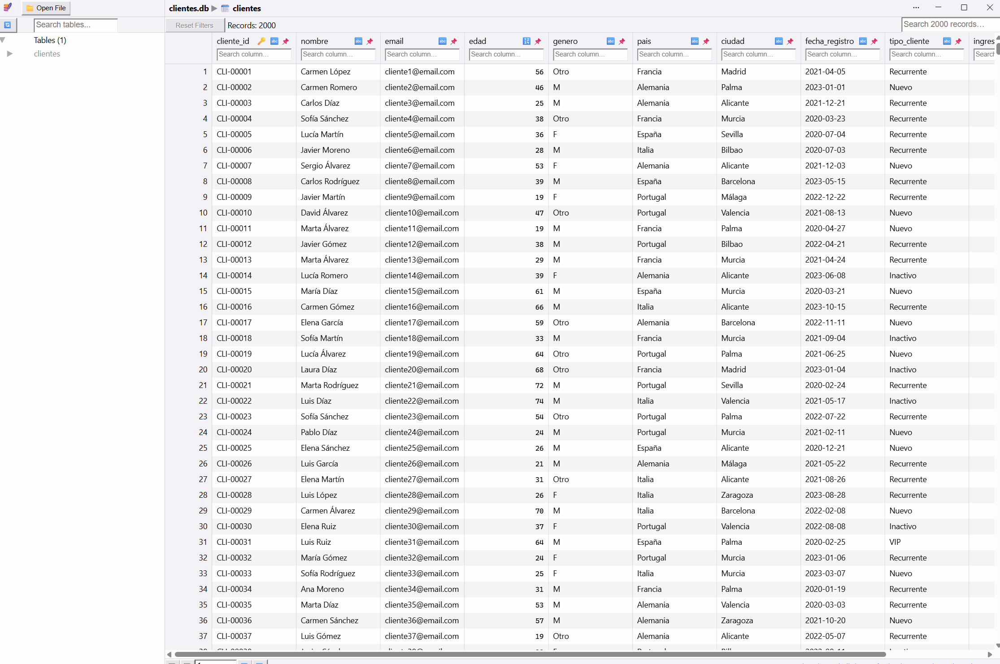 Open File clientes.db clientes
Search tables... Reset Filters Records: 2000 Search 2000 records...
Tables (1)
clientes
cliente_id nombre email edad genero pais ciudad fecha_registro tipo_cliente
Search column... Search column... Search column... Search column... Search column... Search column... Search column... Search column... Search column...
1 CLI-00001 Carmen López cliente1@email.com 56 Otro Francia Madrid 2021-04-05 Recurrente
2 CLI-00002 Carmen Romero cliente2@email.com 46 M Alemania Palma 2023-01-01 Nuevo
3 CLI-00003 Carlos Díaz cliente3@email.com 25 M Alemania Alicante 2021-12-21 Recurrente
4 CLI-00004 Sofía Sánchez cliente4@email.com 38 Otro Francia Murcia 2020-03-23 Recurrente
5 CLI-00005 Lucía Martín cliente5@email.com 36 F España Sevilla 2020-07-04 Recurrente
6 CLI-00006 Javier Moreno cliente6@email.com 28 M Italia Bilbao 2020-07-03 Recurrente
7 CLI-00007 Sergio Álvarez cliente7@email.com 53 F Alemania Alicante 2021-12-03 Nuevo
8 CLI-00008 Carlos Rodríguez cliente8@email.com 39 M España Barcelona 2023-05-15 Recurrente
9 CLI-00009 Javier Martín cliente9@email.com 19 F Portugal Málaga 2022-12-22 Recurrente
10 CLI-00010 David Álvarez cliente10@email.com 47 Otro Portugal Valencia 2021-08-13 Nuevo
11 CLI-00011 Marta Álvarez cliente11@email.com 19 M Francia Palma 2020-04-27 Nuevo
12 CLI-00012 Javier Gómez cliente12@email.com 38 M Portugal Bilbao 2022-04-21 Recurrente
13 CLI-00013 Marta Álvarez cliente13@email.com 29 M Francia Murcia 2021-04-24 Recurrente
14 CLI-00014 Lucía Romero cliente14@email.com 39 F Alemania Alicante 2023-06-08 Inactivo
15 CLI-00015 María Díaz cliente15@email.com 61 M España Murcia 2020-03-21 Nuevo
16 CLI-00016 Carmen Gómez cliente16@email.com 66 M Italia Alicante 2023-10-15 Recurrente
17 CLI-00017 Elena García cliente17@email.com 59 Otro Alemania Barcelona 2022-11-11 Nuevo
18 CLI-00018 Sofía Martín cliente18@email.com 33 M Francia Murcia 2021-09-04 Inactivo
19 CLI-00019 Lucía Álvarez cliente19@email.com 64 Otro Portugal Palma 2021-06-25 Nuevo
20 CLI-00020 Laura Díaz cliente20@email.com 68 Otro Francia Madrid 2023-01-04 Inactivo
21 CLI-00021 Marta Rodríguez cliente21@email.com 72 M Portugal Sevilla 2020-02-24 Recurrente
22 CLI-00022 Luis Díaz cliente22@email.com 74 M Italia Valencia 2021-05-17 Inactivo
23 CLI-00023 Sofía Sánchez cliente23@email.com 54 Otro Portugal Palma 2022-07-22 Recurrente
24 CLI-00024 Pablo Díaz cliente24@email.com 24 M Portugal Murcia 2021-02-11 Nuevo
25 CLI-00025 Elena Sánchez cliente25@email.com 26 M España Alicante 2020-12-21 Nuevo
26 CLI-00026 Luis García cliente26@email.com 21 M Alemania Málaga 2021-05-22 Recurrente
27 CLI-00027 Elena Martín cliente27@email.com 31 Otro Italia Alicante 2021-08-26 Recurrente
28 CLI-00028 Luis López cliente28@email.com 26 F Italia Zaragoza 2023-08-28 Recurrente
29 CLI-00029 Carmen Álvarez cliente29@email.com 70 M Italia Barcelona 2022-02-08 Nuevo
30 CLI-00030 Elena Ruiz cliente30@email.com 37 F Portugal Valencia 2022-08-08 Inactivo
31 CLI-00031 Luis Ruiz cliente31@email.com 64 M España Palma 2020-02-25 VIP
32 CLI-00032 María Gómez cliente32@email.com 24 F Portugal Murcia 2023-01-06 Recurrente
33 CLI-00033 Sofía Rodríguez cliente33@email.com 25 F Italia Murcia 2023-03-07 Nuevo
34 CLI-00034 Ana Moreno cliente34@email.com 31 M Francia Palma 2020-01-19 Recurrente
35 CLI-00035 Marta Díaz cliente35@email.com 53 M Alemania Valencia 2020-03-03 Recurrente
36 CLI-00036 Carmen Sánchez cliente36@email.com 57 M Alemania Zaragoza 2021-10-20 Nuevo
37 CLI-00037 Luis Gómez cliente37@email.com 19 Otro Alemania Alicante 2022-05-07 Recurrente